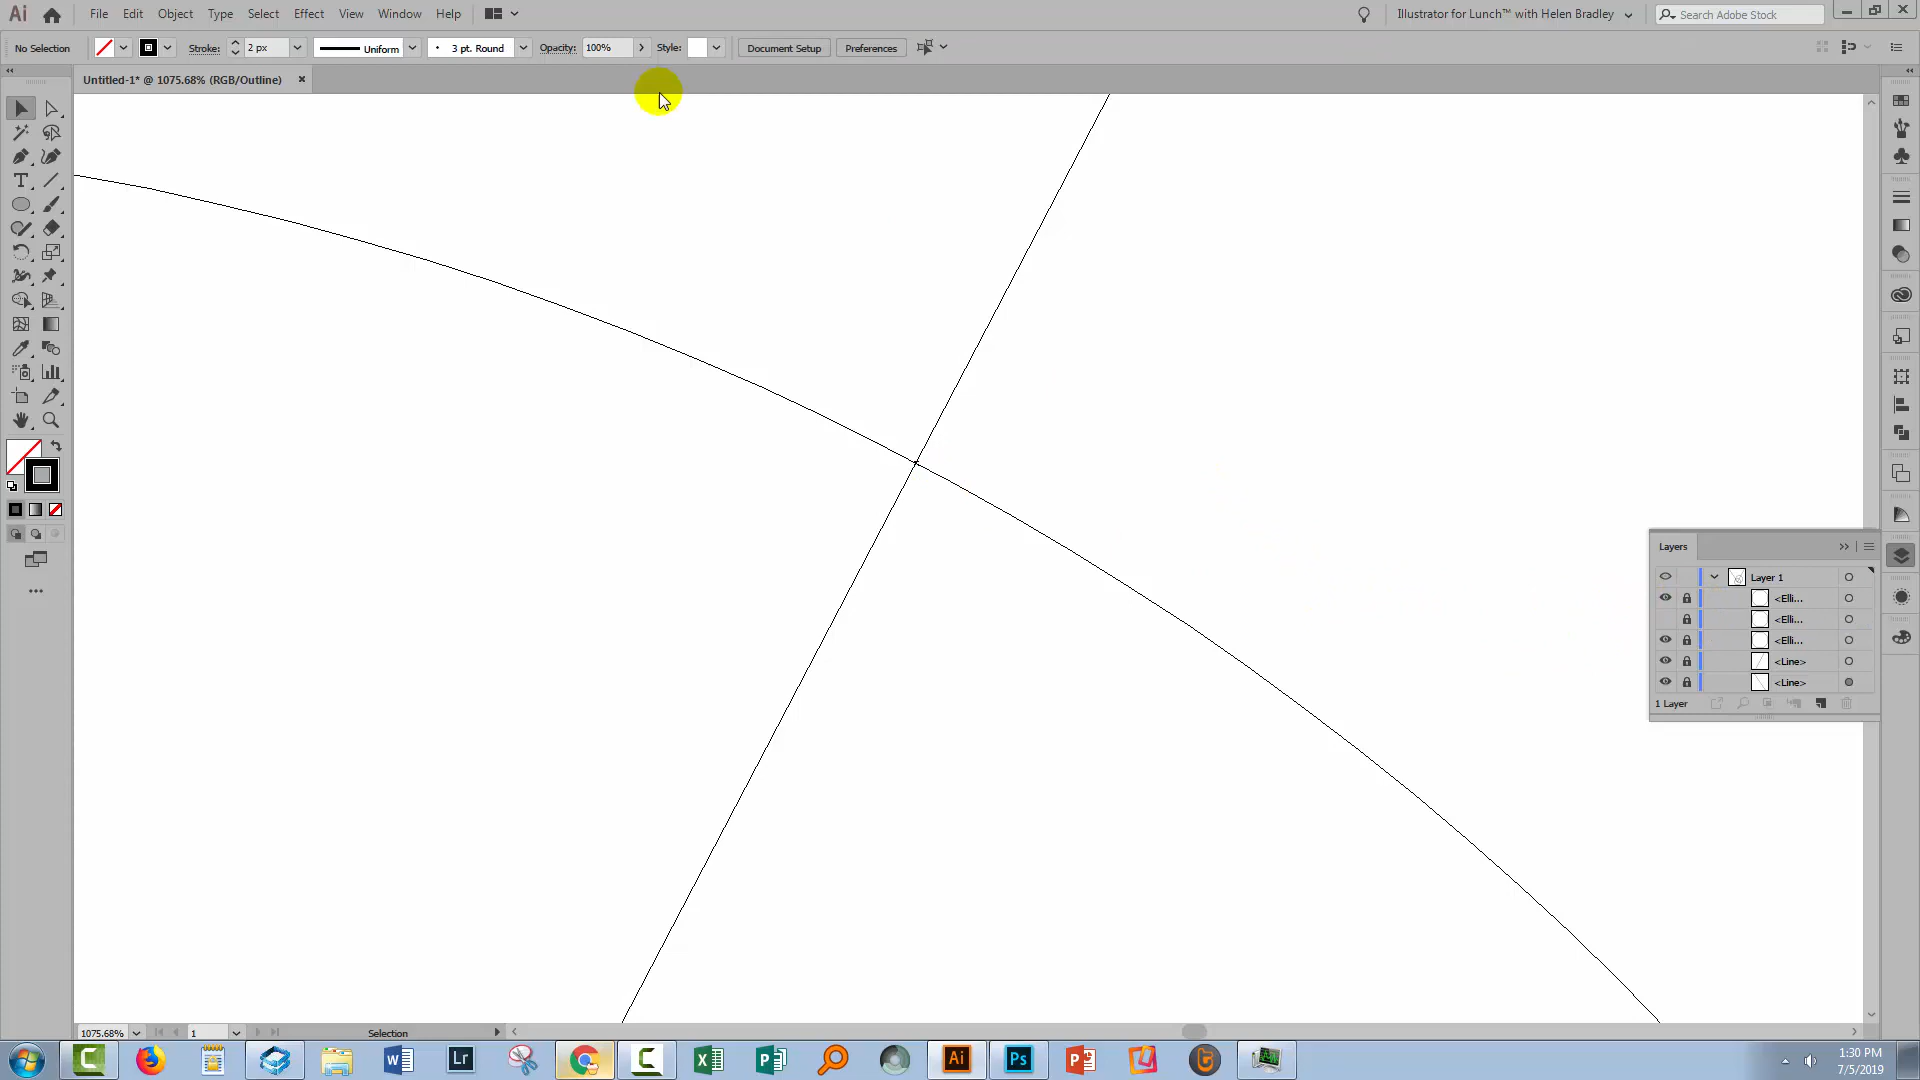 Ai File Edit Object Type Select Effect View Window Help Illustrator for Lunch™ with Helen Bradley Search Adobe Stock
No Selection Stroke: 2 px Uniform 3 pt. Round Opacity: 100% Style: Document Setup Preferences
Untitled-1* @ 1075.68% (RGB/Outline) ×
Layers
Layer 1
<Elli...
<Elli...
<Elli...
<Line>
<Line>
1 Layer
1075.68% 1 Selection
1:30 PM
7/5/2019